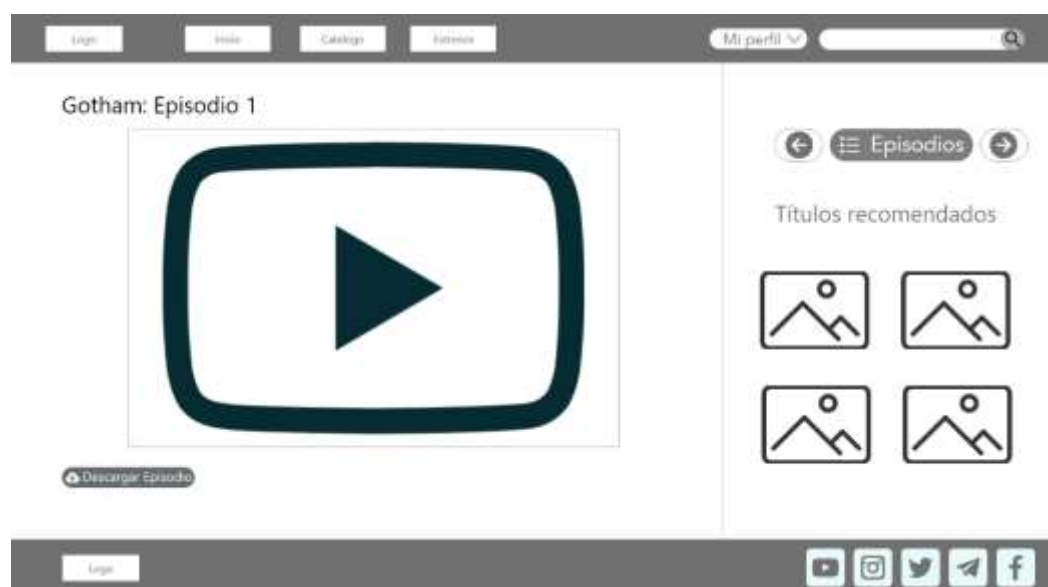 Logo
Inicio
Catalogo
Estrenos
Mi perfil
Gotham: Episodio 1
Episodios
Títulos recomendados
Descargar Episodio
Logo